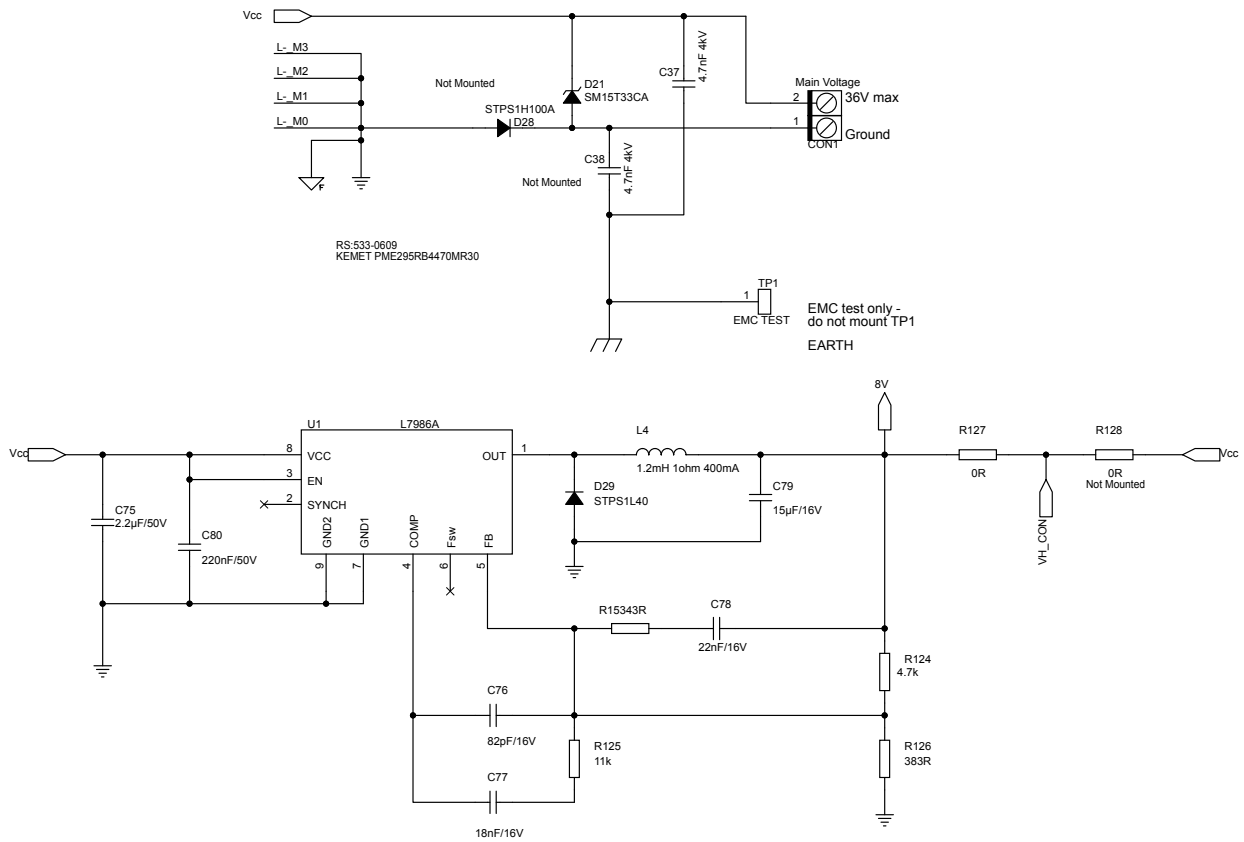 Vcc
L-_M3
L-_M2
L-_M1
L-_M0
F
Not Mounted
STPS1H100A
D28
D21
SM15T33CA
C37
4.7nF 4kV
C38
4.7nF 4kV
Not Mounted
Main Voltage
2
36V max
1
Ground
CON1
RS:533-0609
KEMET PME295RB4470MR30
TP1
1
EMC TEST
EMC test only -
do not mount TP1
EARTH
Vcc
C75
2.2µF/50V
C80
220nF/50V
U1
L7986A
8
VCC
3
EN
2
SYNCH
GND2
GND1
COMP
Fsw
FB
9
7
4
6
5
OUT
1
D29
STPS1L40
L4
1.2mH 1ohm 400mA
C79
15µF/16V
8V
R127
0R
R128
0R
Not Mounted
Vcc
VH_CON
R15343R
C78
22nF/16V
R124
4.7k
C76
82pF/16V
R125
11k
R126
383R
C77
18nF/16V